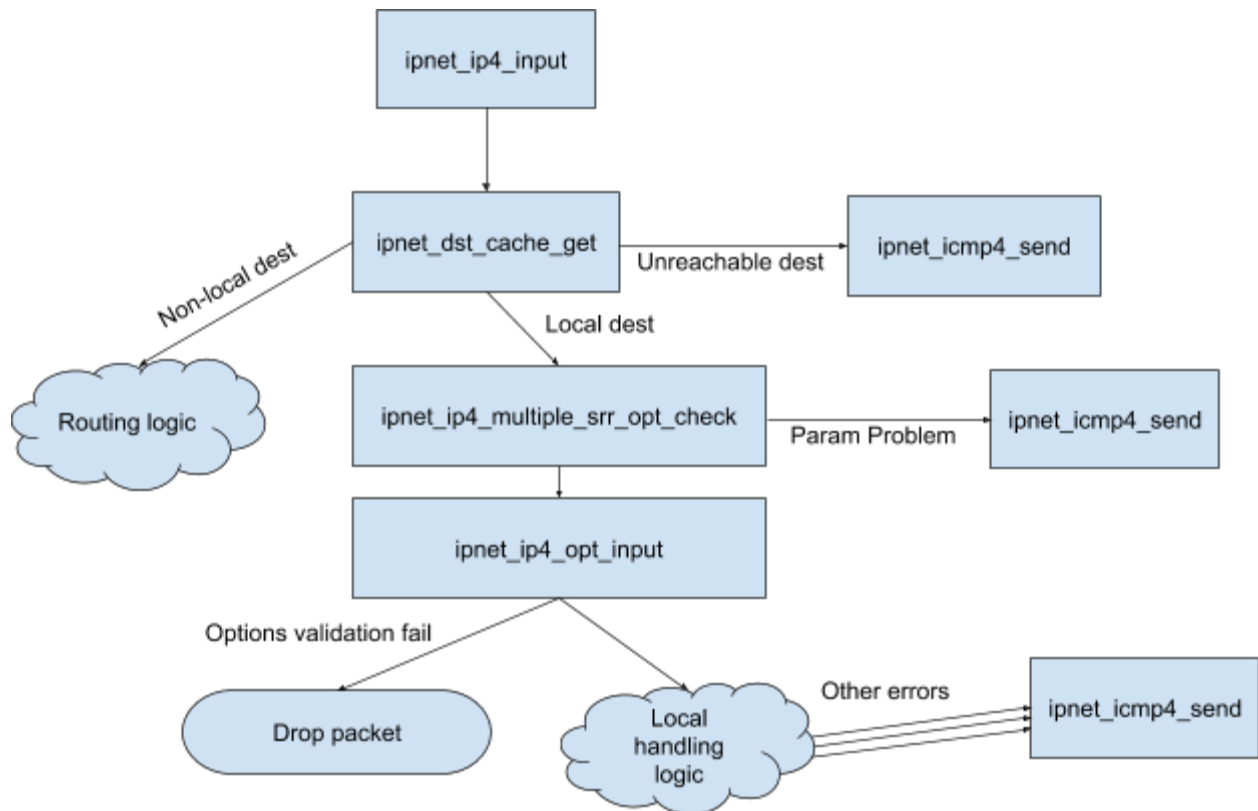 ipnet_ip4_input
ipnet_dst_cache_get
ipnet_icmp4_send
Unreachable dest
Non-local dest
Local dest
Routing logic
ipnet_ip4_multiple_srr_opt_check
ipnet_icmp4_send
Param Problem
ipnet_ip4_opt_input
Options validation fail
Other errors
ipnet_icmp4_send
Drop packet
Local
handling
logic